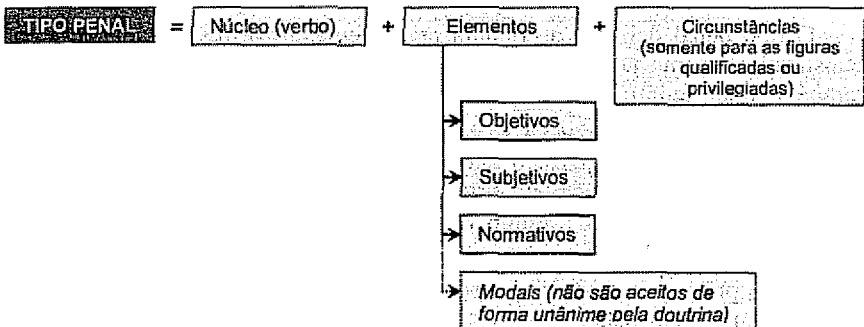 TIPO PENAL = Núcleo (verbo) + Elementos + Circunstâncias
(somente para as figuras
qualificadas ou
privilegiadas)
Objetivos
Subjetivos
Normativos
Modais (não são aceitos de
forma unânime pela doutrina)